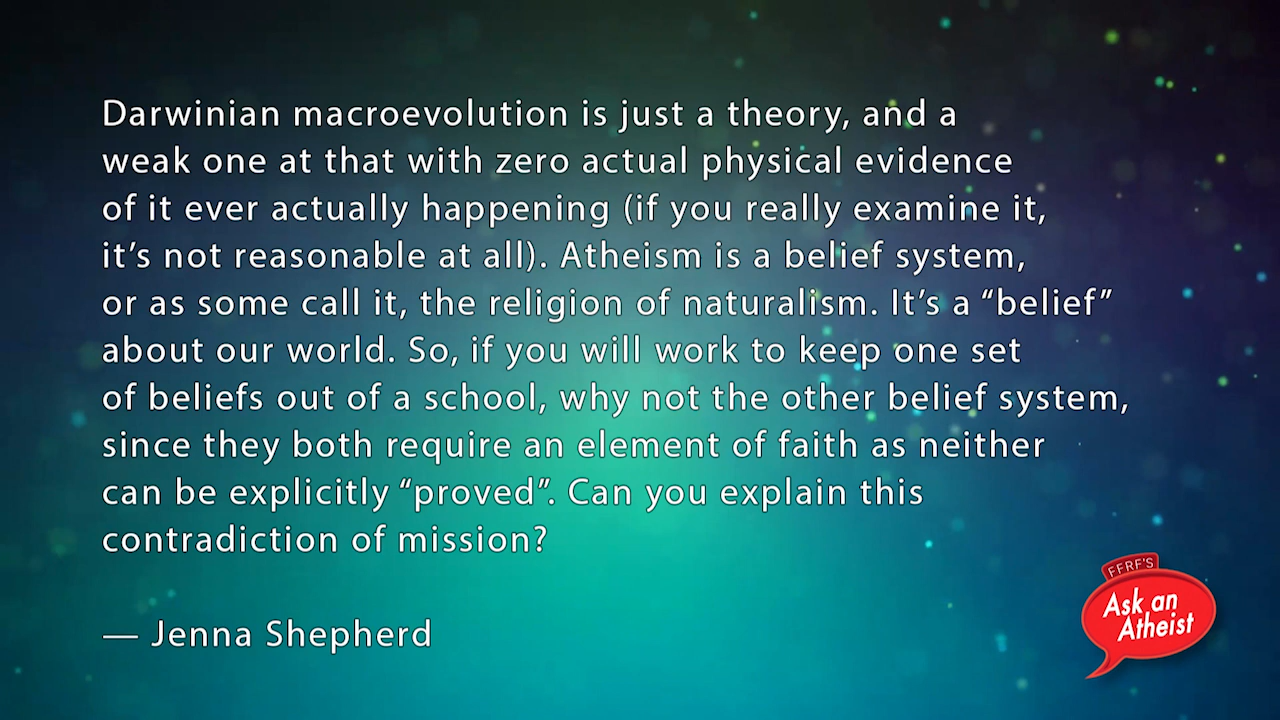 Darwinian macroevolution is just a theory, and a
weak one at that with zero actual physical evidence
of it ever actually happening (if you really examine it,
it’s not reasonable at all). Atheism is a belief system,
or as some call it, the religion of naturalism. It’s a “belief”
about our world. So, if you will work to keep one set
of beliefs out of a school, why not the other belief system,
since they both require an element of faith as neither
can be explicitly “proved”. Can you explain this
contradiction of mission?
— Jenna Shepherd
FFRF'S
Ask an
Atheist